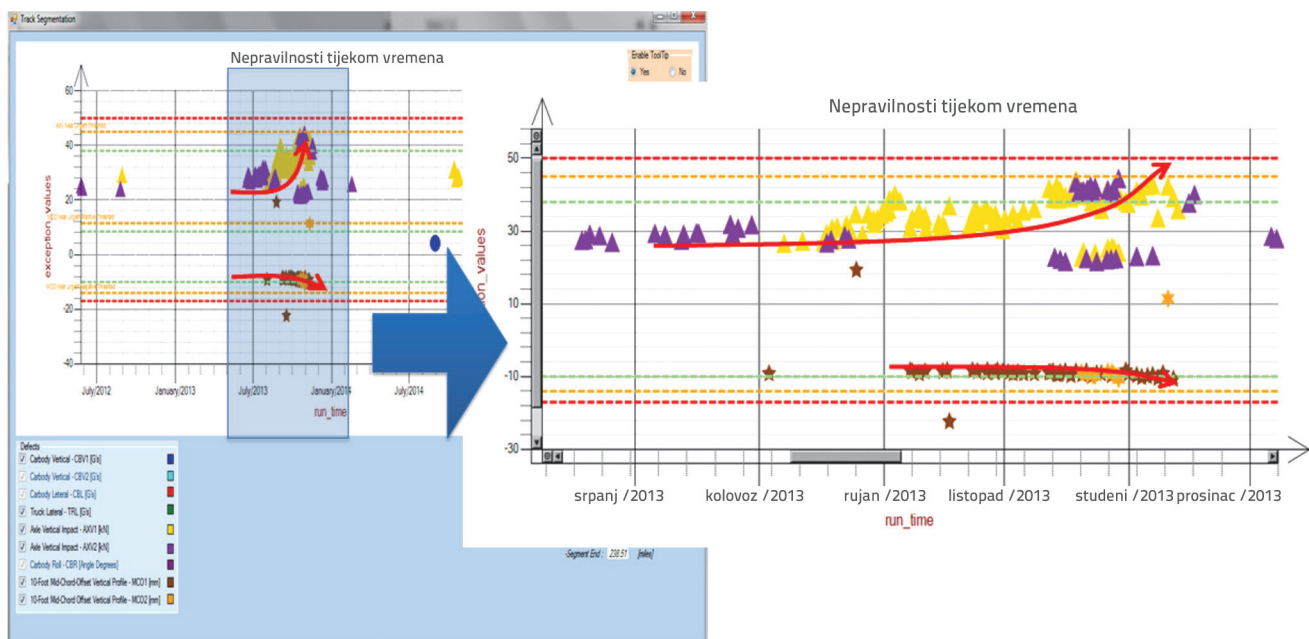 Track Segmentation
Nepravilnosti tijekom vremena
Enable ToolTip
Yes No
exception_values
60
40
20
0
-20
-40
July/2012
January/2013
July/2013
January/2014
July/2014
run_time
Nepravilnosti tijekom vremena
50
30
10
-10
-30
srpanj /2013
kolovoz /2013
rujan /2013
listopad /2013
studeni /2013
prosinac /2013
run_time
Defects
Carbody Vertical - CBV1 [G's]
Carbody Vertical - CBV2 [G's]
Carbody Lateral - CBL [G's]
Truck Lateral - TRL [G's]
Axle Vertical Impact - AXV1 [kN]
Axle Vertical Impact - AXV2 [kN]
Carbody Roll - CBR [Angle Degrees]
10-Foot Mid-Chord-Offset Vertical Profile - MCO1 [mm]
10-Foot Mid-Chord Offset Vertical Profile - MCO2 [mm]
-Segment End : 238.51 [miles]